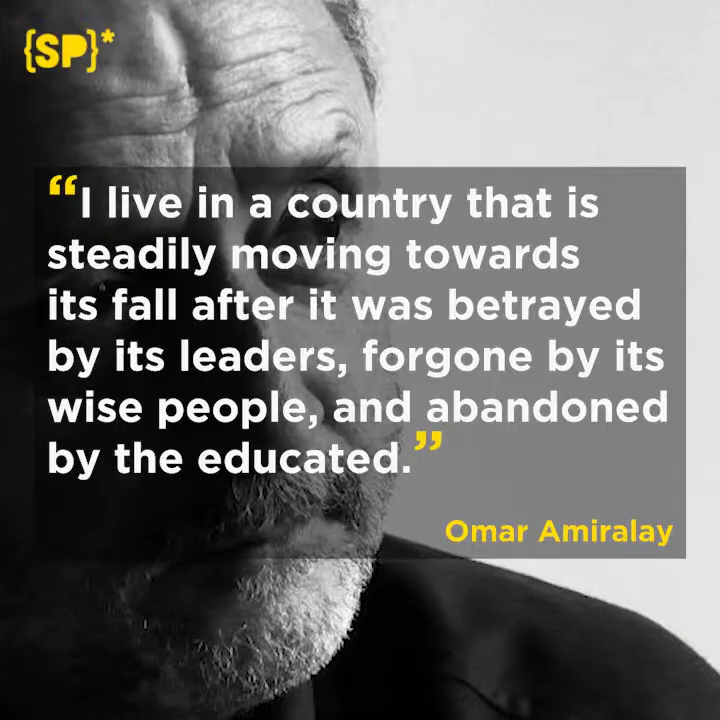 {SP}*
“I live in a country that is
steadily moving towards
its fall after it was betrayed
by its leaders, forgone by its
wise people, and abandoned
by the educated.”
Omar Amiralay